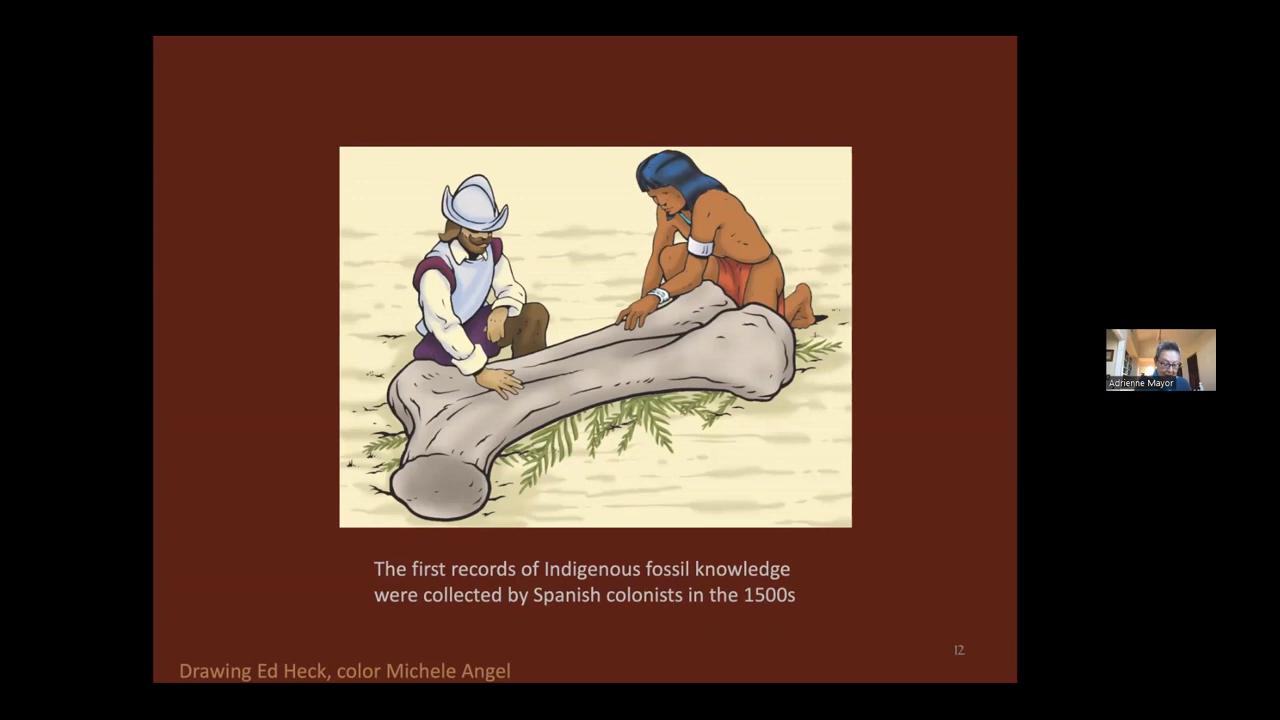 The first records of Indigenous fossil knowledge
were collected by Spanish colonists in the 1500s
12
Drawing Ed Heck, color Michele Angel
Adrienne Mayor